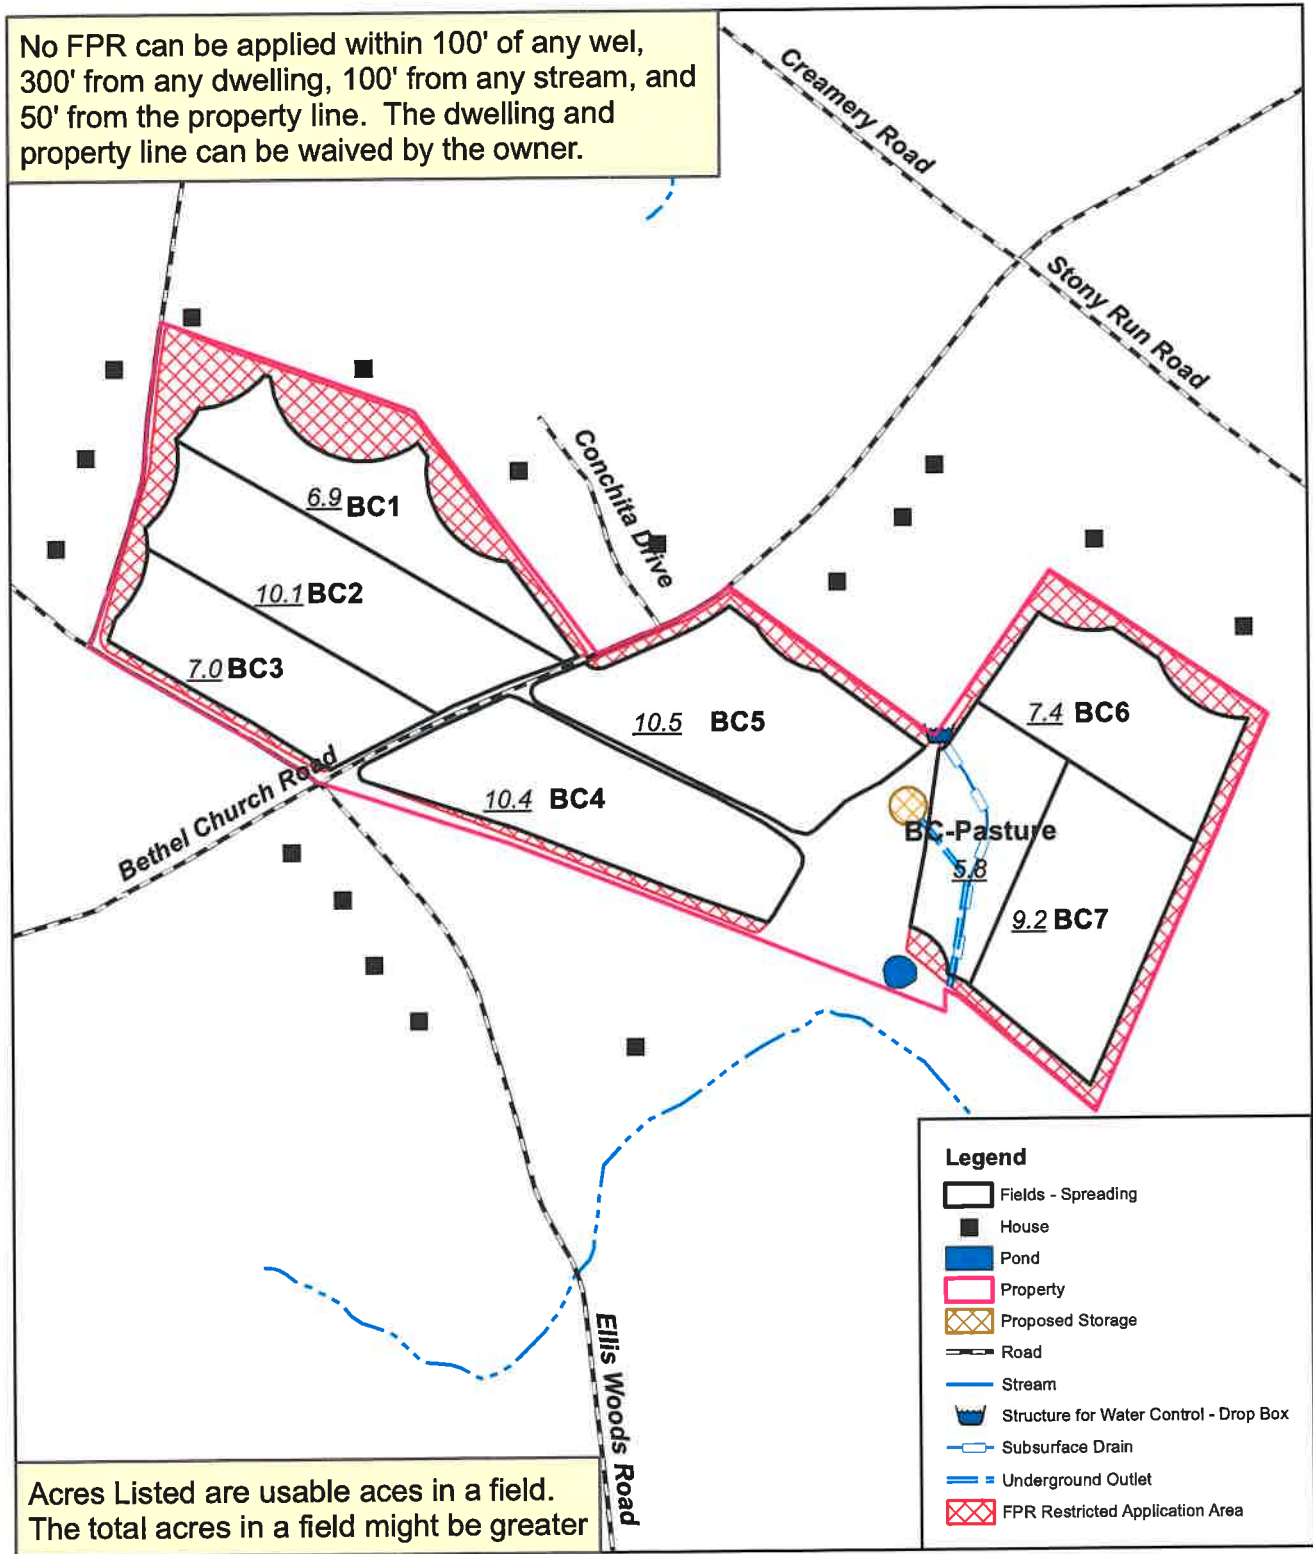 No FPR can be applied within 100' of any wel,
300' from any dwelling, 100' from any stream, and
50' from the property line. The dwelling and
property line can be waived by the owner.
Creamery Road
Stony Run Road
Conchita Drive
6.9 BC1
10.1 BC2
7.0 BC3
10.5 BC5
7.4 BC6
10.4 BC4
BC-Pasture
5.8
9.2 BC7
Bethel Church Road
Ellis Woods Road
Legend
Fields - Spreading
House
Pond
Property
Proposed Storage
Road
Stream
Structure for Water Control - Drop Box
Subsurface Drain
Underground Outlet
FPR Restricted Application Area
Acres Listed are usable aces in a field.
The total acres in a field might be greater